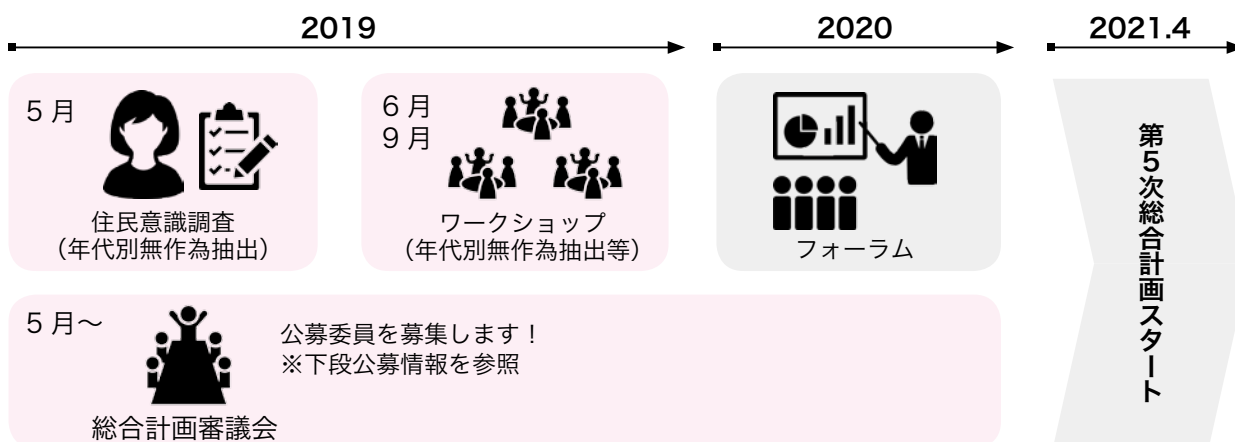 2019
2020
2021.4
5月
住民意識調査
（年代別無作為抽出）
6月
9月
ワークショップ
（年代別無作為抽出等）
フォーラム
5月〜
公募委員を募集します！
※下段公募情報を参照
総合計画審議会
第5次総合計画スタート